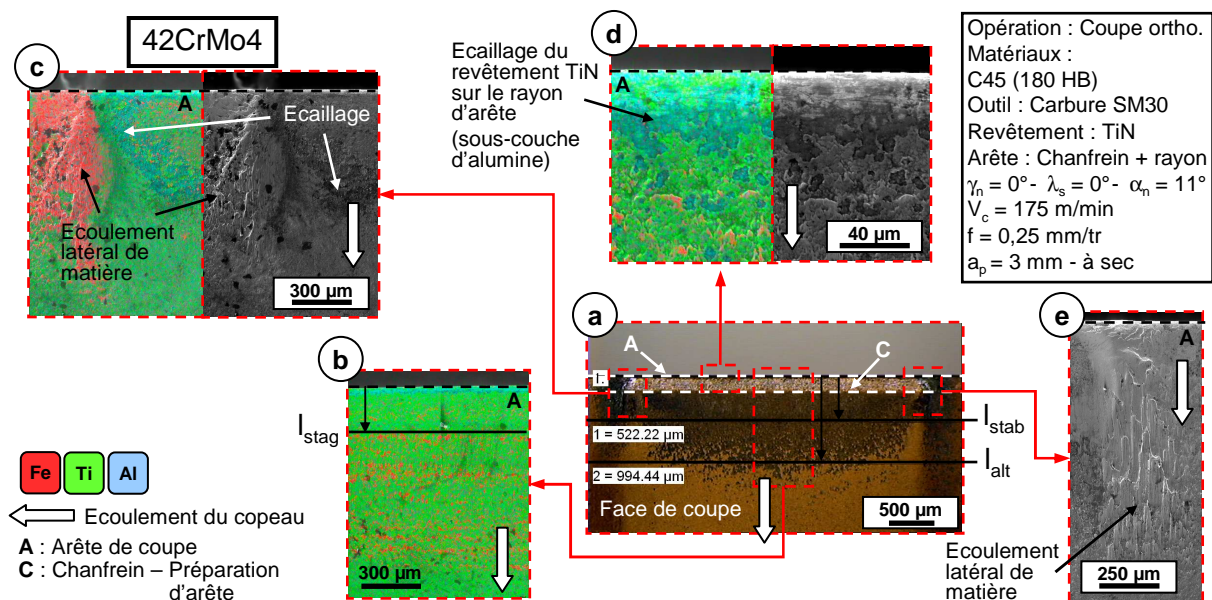 42CrMo4
c
A
Ecaillage
Ecoulement
latéral de
matière
300 µm
Ecaillage du
revêtement TiN
sur le rayon
d'arête
(sous-couche
d'alumine)
d
A
40 µm
Opération : Coupe ortho.
Matériaux :
C45 (180 HB)
Outil : Carbure SM30
Revêtement : TiN
Arête : Chanfrein + rayon
γn = 0° - λs = 0° - αn = 11°
Vc = 175 m/min
f = 0,25 mm/tr
ap = 3 mm - à sec
b
A
lstag
300 µm
a
A
C
1 = 522.22 µm
2 = 994.44 µm
lstab
lalt
Face de coupe
500 µm
e
A
Ecoulement
latéral de
matière
250 µm
Fe Ti Al
Ecoulement du copeau
A : Arête de coupe
C : Chanfrein – Préparation
d'arête